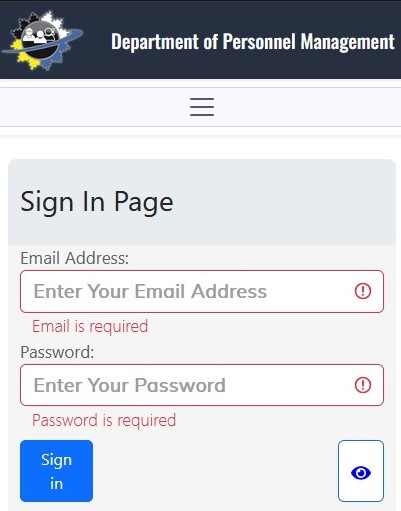 Department of Personnel Management
Sign In Page
Email Address:
Enter Your Email Address
Email is required
Password:
Enter Your Password
Password is required
Sign
in